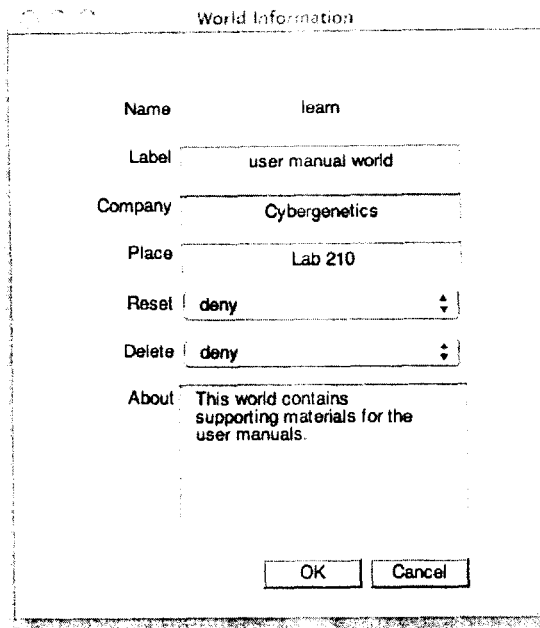 World Information
Name learn
Label user manual world
Company Cybergenetics
Place Lab 210
Reset deny
Delete deny
About This world contains
supporting materials for the
user manuals.
OK Cancel